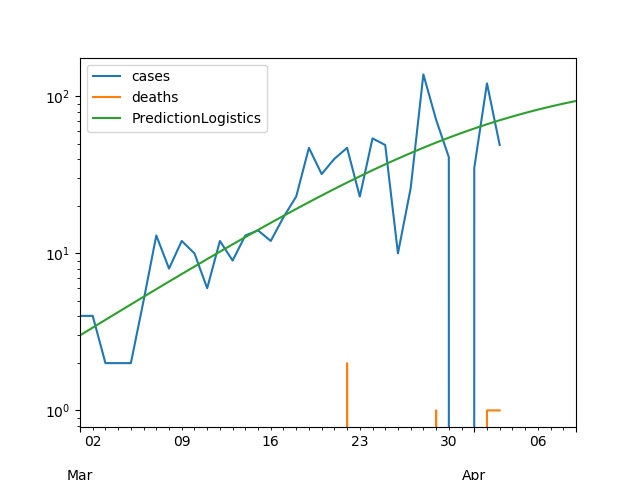 cases
deaths
PredictionLogistics
10²
10¹
10⁰
02 09 16 23 30 06
Mar Apr